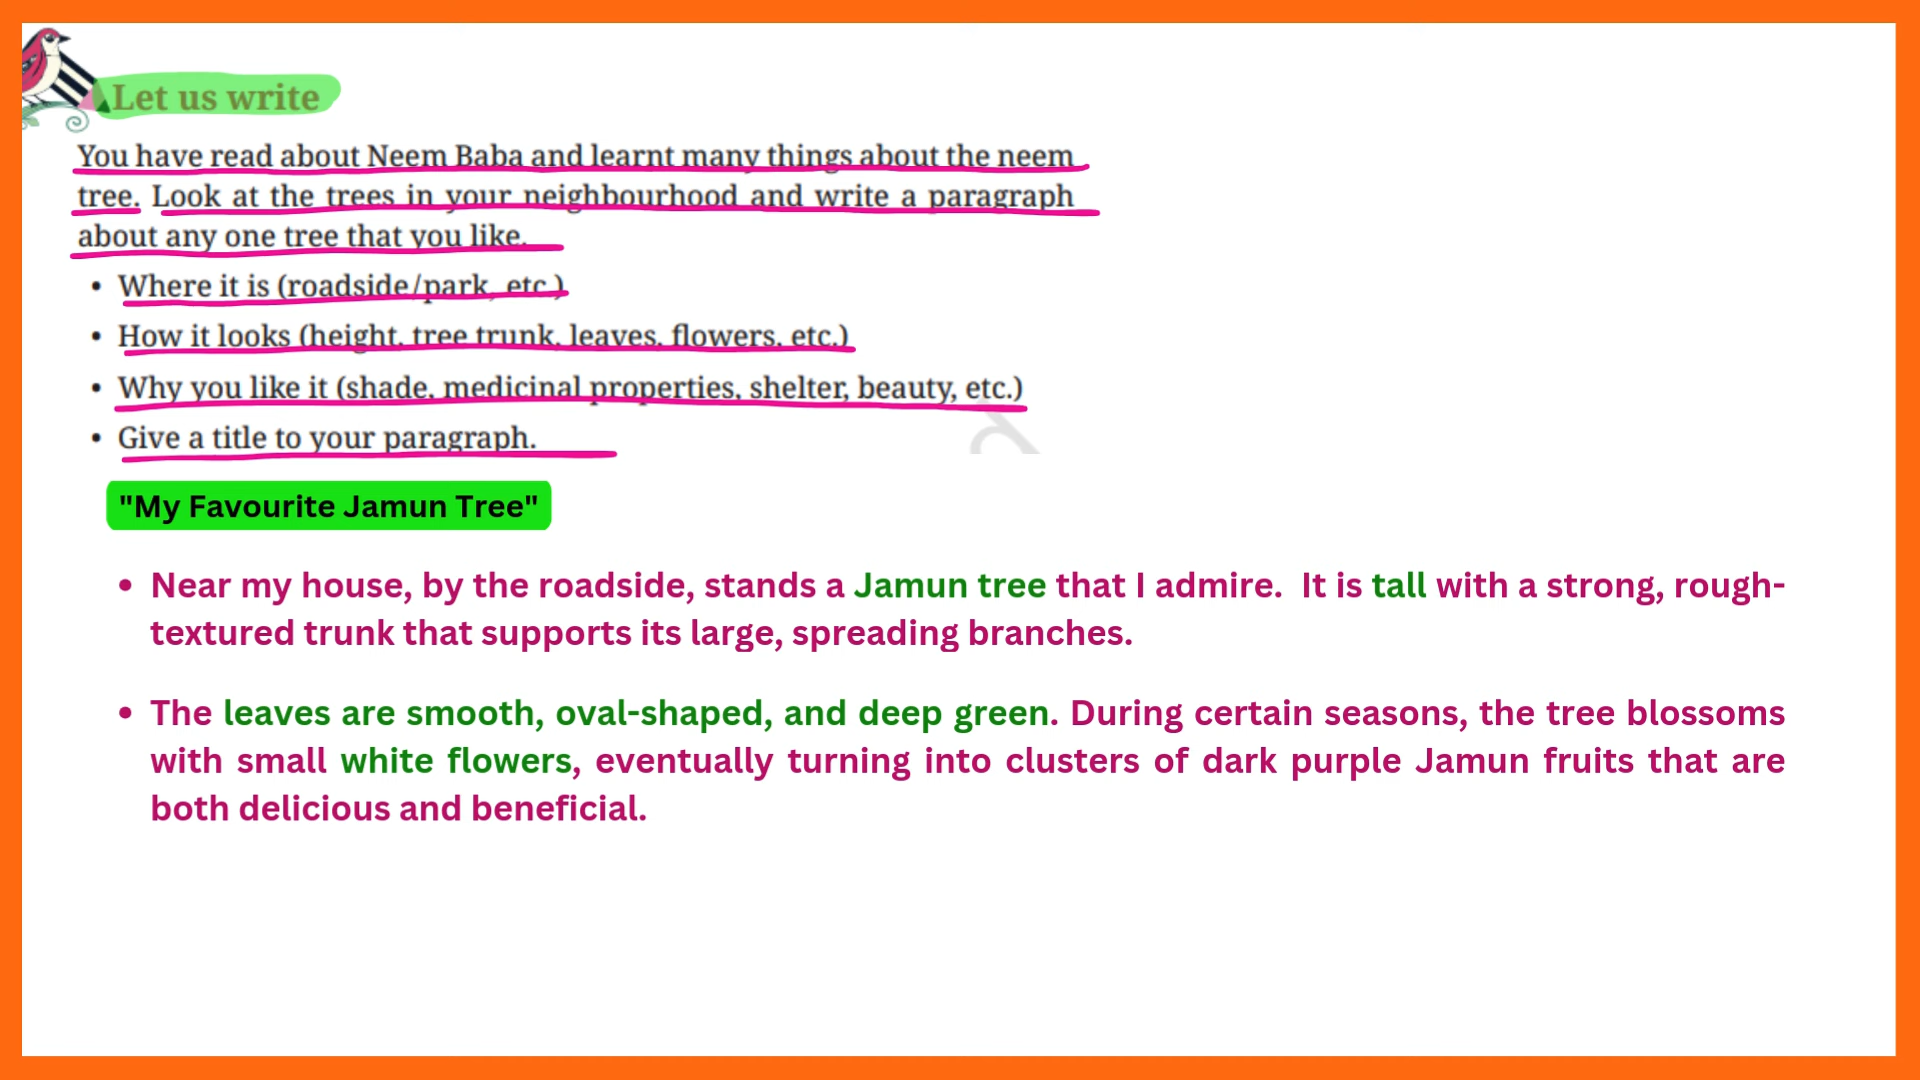 Let us write
You have read about Neem Baba and learnt many things about the neem
tree. Look at the trees in your neighbourhood and write a paragraph
about any one tree that you like.
• Where it is (roadside/park, etc.)
• How it looks (height, tree trunk, leaves, flowers, etc.)
• Why you like it (shade, medicinal properties, shelter, beauty, etc.)
• Give a title to your paragraph.
"My Favourite Jamun Tree"
• Near my house, by the roadside, stands a Jamun tree that I admire. It is tall with a strong, rough-
textured trunk that supports its large, spreading branches.
• The leaves are smooth, oval-shaped, and deep green. During certain seasons, the tree blossoms
with small white flowers, eventually turning into clusters of dark purple Jamun fruits that are
both delicious and beneficial.